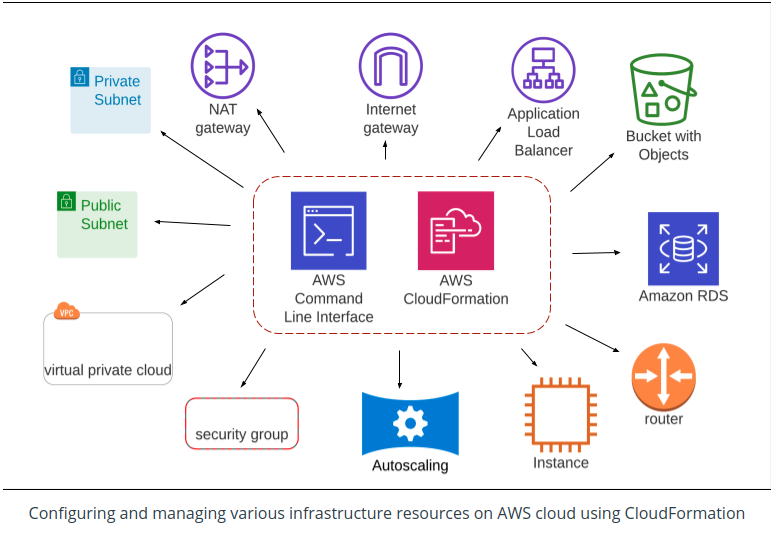 Private
Subnet
NAT
gateway
Internet
gateway
Application
Load
Balancer
Bucket with
Objects
Public
Subnet
AWS
Command
Line Interface
AWS
CloudFormation
Amazon RDS
VPC
virtual private cloud
security group
Autoscaling
Instance
router
Configuring and managing various infrastructure resources on AWS cloud using CloudFormation